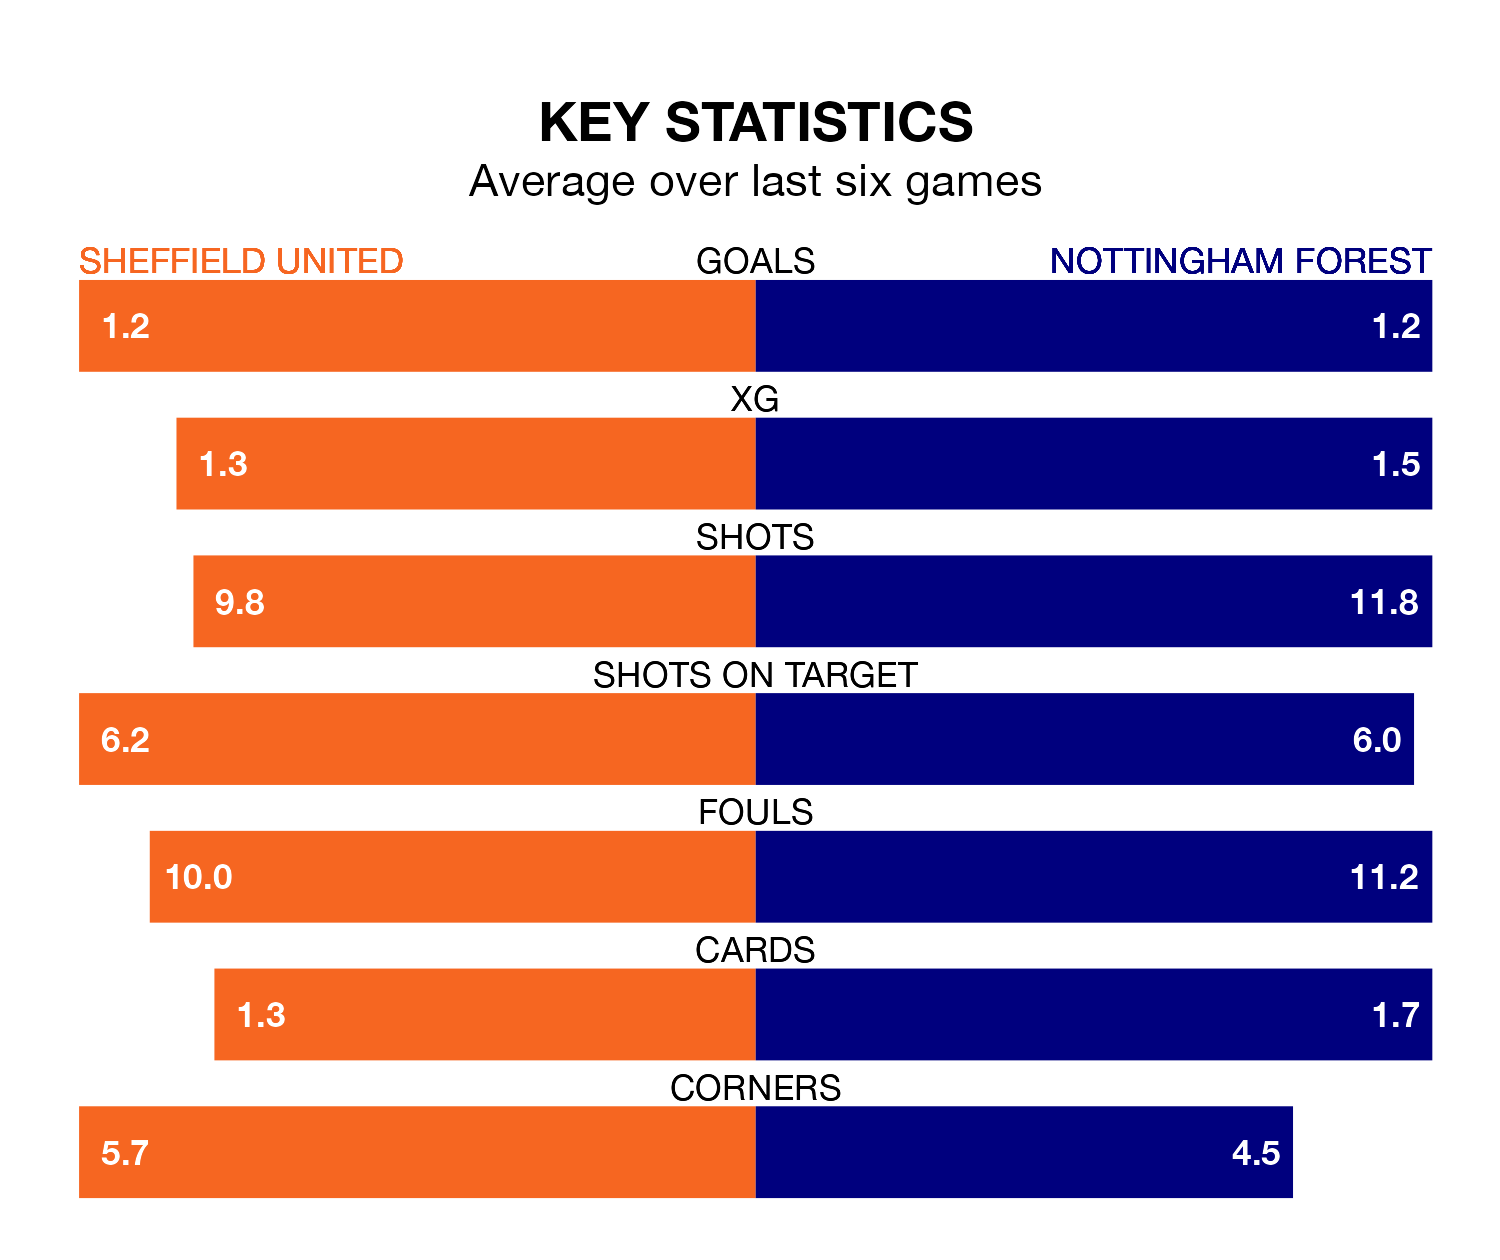 KEY STATISTICS
Average over last six games
SHEFFIELD UNITED GOALS NOTTINGHAM FOREST
1.2 1.2
XG
1.3 1.5
SHOTS
9.8 11.8
SHOTS ON TARGET
6.2 6.0
FOULS
10.0 11.2
CARDS
1.3 1.7
CORNERS
5.7 4.5